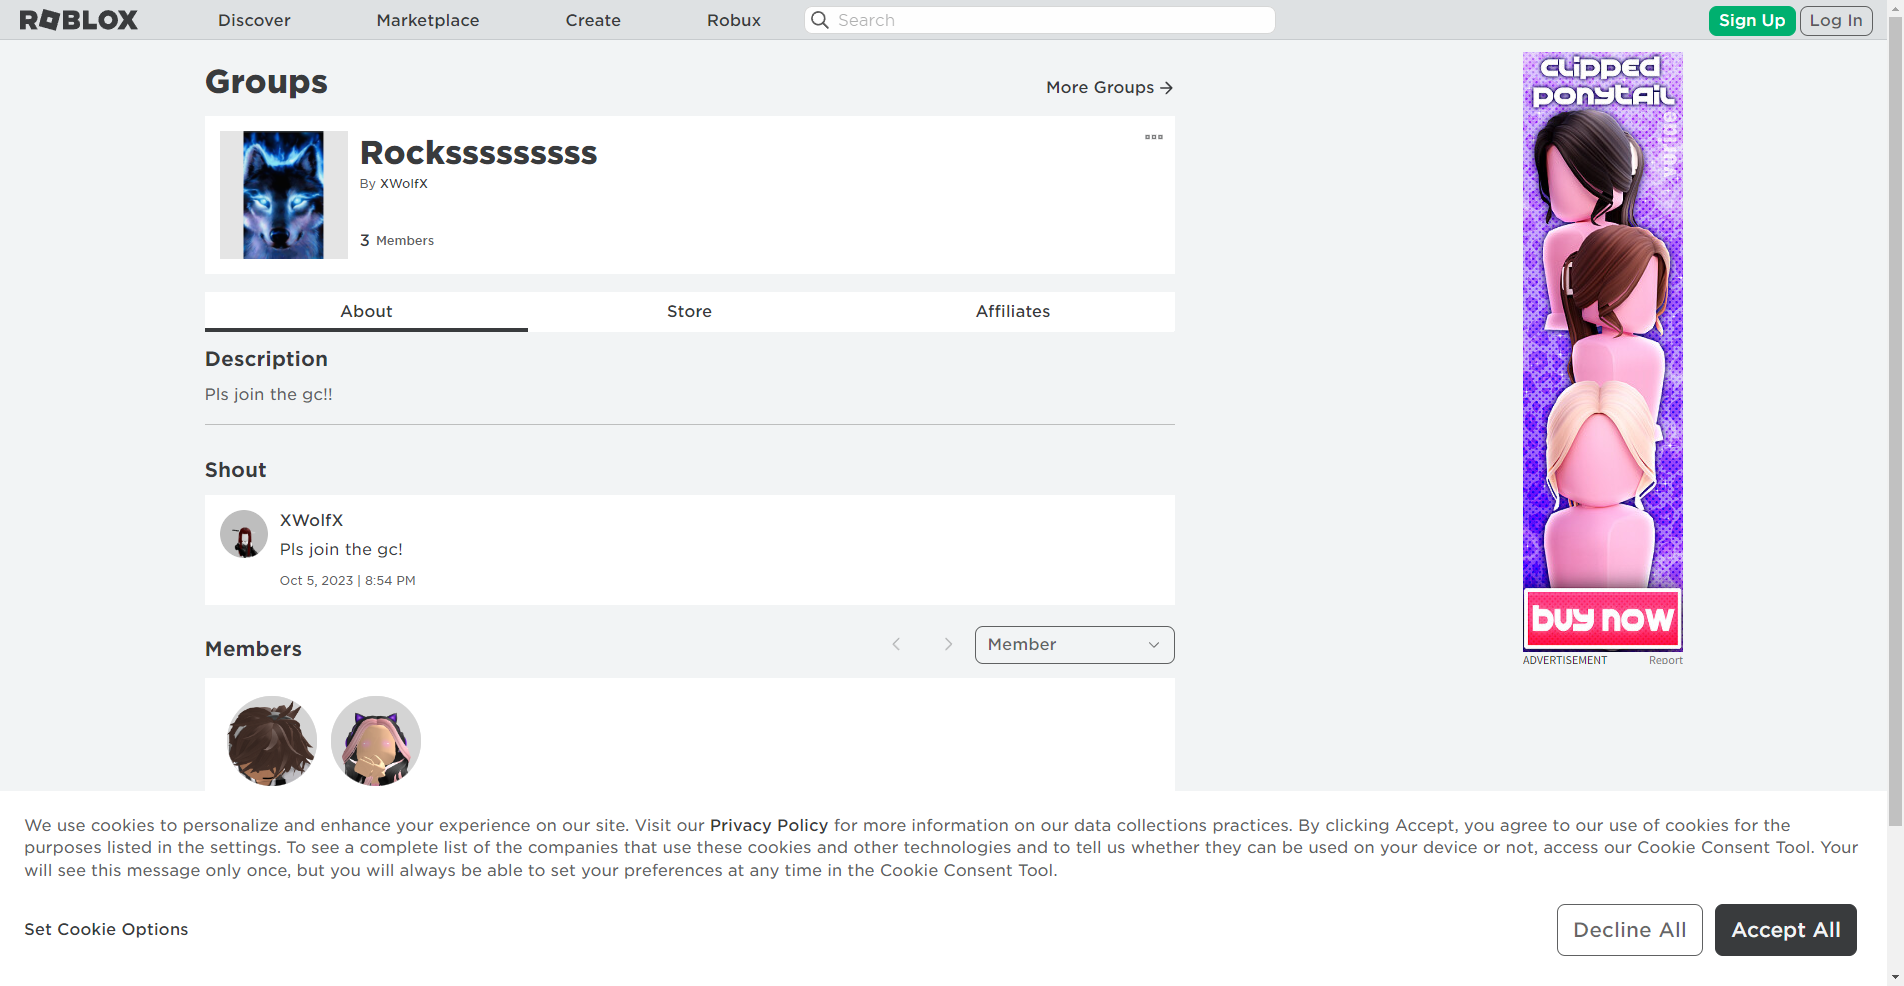 ROBLOX
Discover
Marketplace
Create
Robux
Search
Sign Up
Log In
Groups
More Groups
Rocksssssssss
By XWolfX
3 Members
About
Store
Affiliates
Description
Pls join the gc!!
Shout
XWolfX
Pls join the gc!
Oct 5, 2023 | 8:54 PM
Members
Member
CLIPPED
PONYTAIL
buy now
ADVERTISEMENT
Report
We use cookies to personalize and enhance your experience on our site. Visit our Privacy Policy for more information on our data collections practices. By clicking Accept, you agree to our use of cookies for the
purposes listed in the settings. To see a complete list of the companies that use these cookies and other technologies and to tell us whether they can be used on your device or not, access our Cookie Consent Tool. Your
will see this message only once, but you will always be able to set your preferences at any time in the Cookie Consent Tool.
Set Cookie Options
Decline All
Accept All